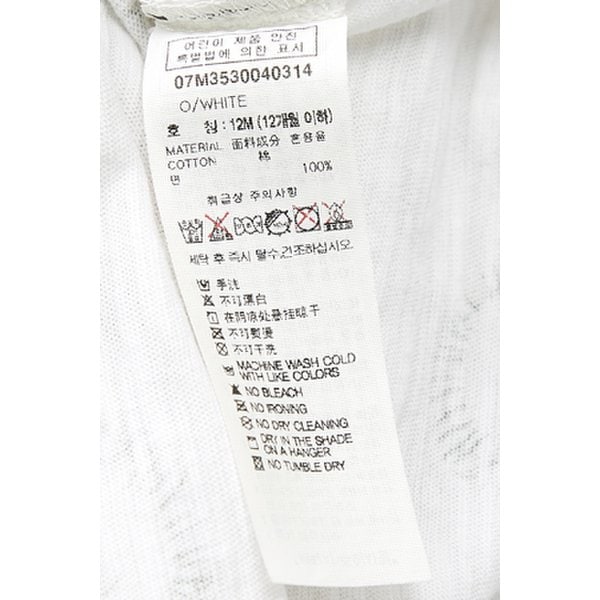 어린이 제품 안전
특별법에 의한 표시
07M3530040314
O/WHITE
호 칭 : 12M (12개월 이하)
MATERIAL 面料成分 혼용율
COTTON 棉
면 100%
취급상 주의사항
세탁 후 즉시 탈수,건조하십시오.
手洗
不可漂白
在阴凉处悬挂晾干
不可熨烫
不可干洗
MACHINE WASH COLD
WITH LIKE COLORS
NO BLEACH
NO IRONING
NO DRY CLEANING
DRY IN THE SHADE
ON A HANGER
NO TUMBLE DRY